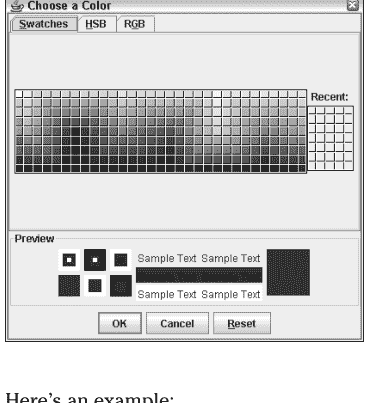 Choose a Color
Swatches HSB RGB
Recent:
Preview
Sample Text Sample Text
Sample Text Sample Text
OK Cancel Reset
Here's an example: